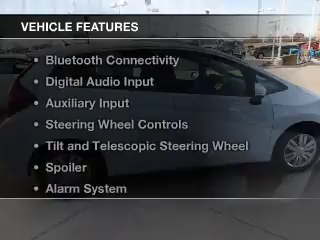 VEHICLE FEATURES
• Bluetooth Connectivity
• Digital Audio Input
• Auxiliary Input
• Steering Wheel Controls
• Tilt and Telescopic Steering Wheel
• Spoiler
• Alarm System